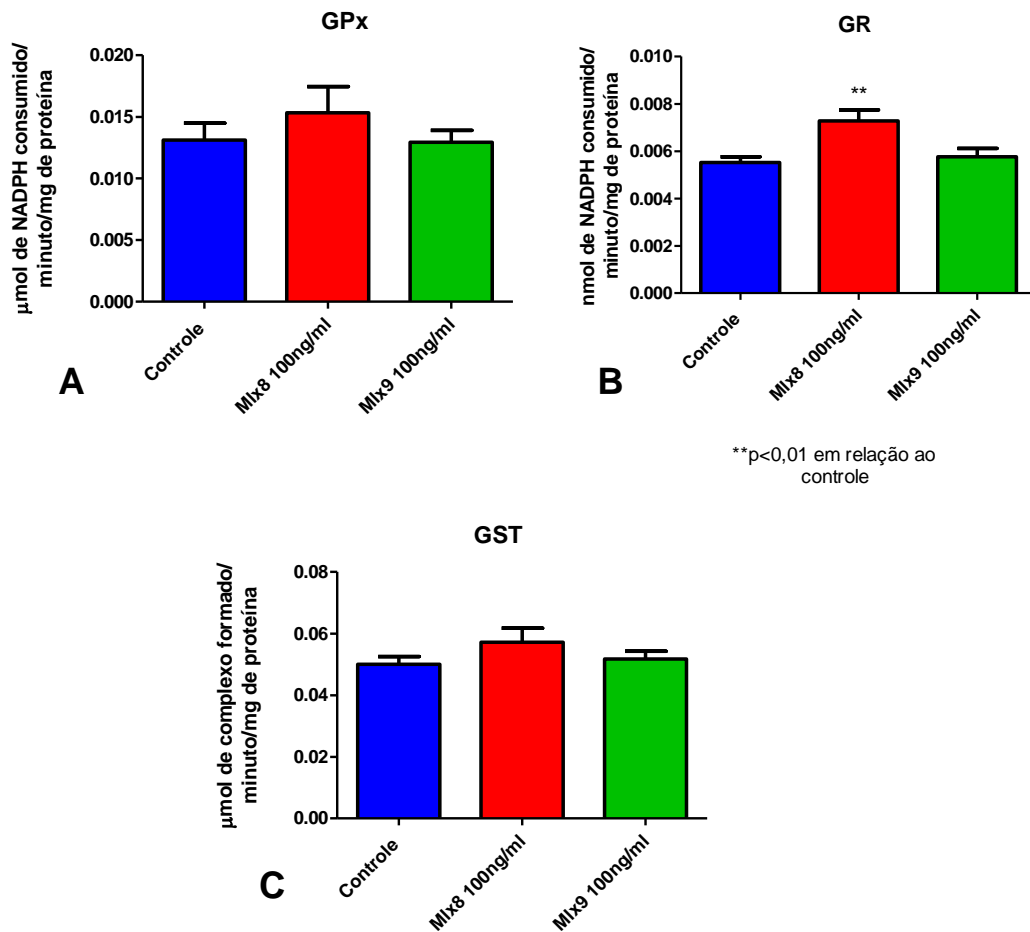 GPx
μmol de NADPH consumido/
minuto/mg de proteína
0.020
0.015
0.010
0.005
0.000
Controle
Mlx8 100ng/ml
Mlx9 100ng/ml
A
GR
nmol de NADPH consumido/
minuto/mg de proteína
0.010
0.008
0.006
0.004
0.002
0.000
**
Controle
Mlx8 100ng/ml
Mlx9 100ng/ml
B
**p<0,01 em relação ao
controle
GST
μmol de complexo formado/
minuto/mg de proteína
0.08
0.06
0.04
0.02
0.00
Controle
Mlx8 100ng/ml
Mlx9 100ng/ml
C